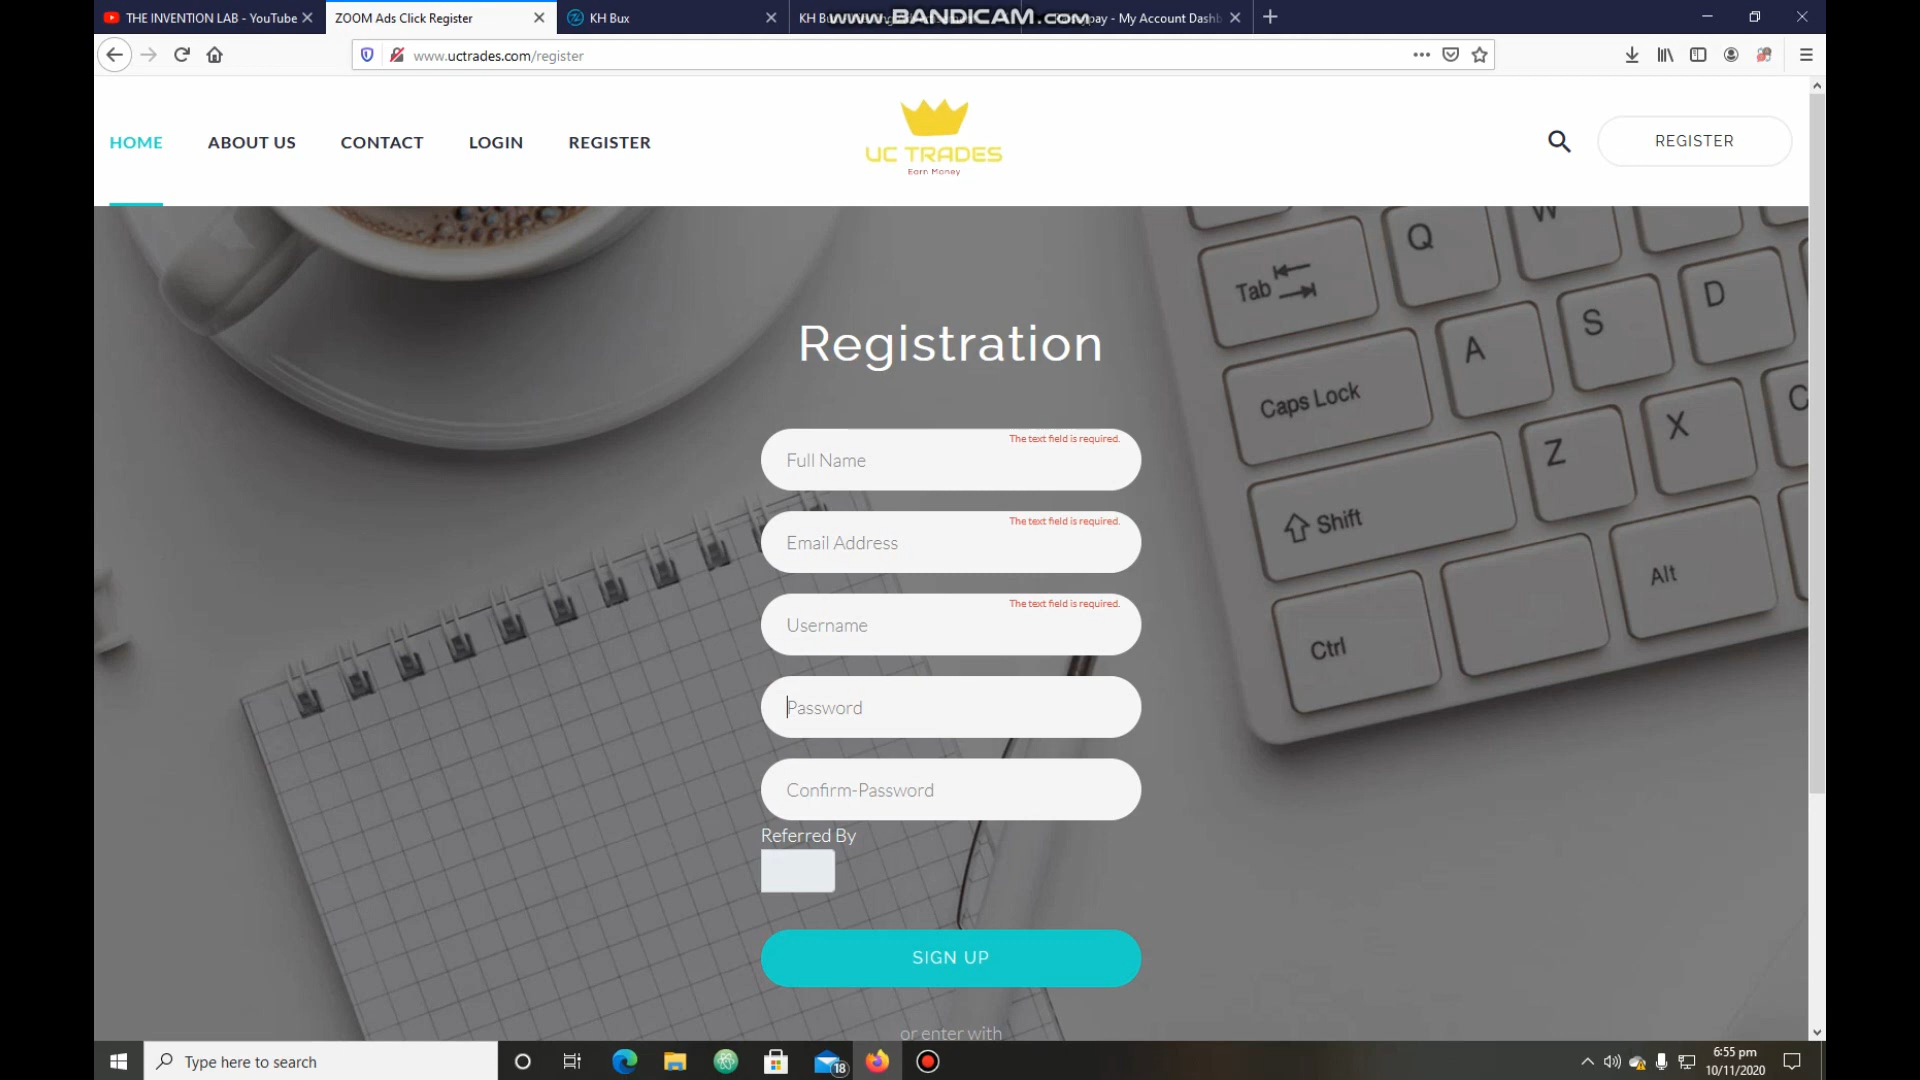 THE INVENTION LAB - YouTube
ZOOM Ads Click Register
KH Bux
KH Bu
www.BANDICAM.com
pay - My Account Dashb
www.uctrades.com/register
HOME
ABOUT US
CONTACT
LOGIN
REGISTER
UC TRADES
Earn Money
REGISTER
Tab
Q
W
Caps Lock
A
S
D
Shift
Z
X
C
Ctrl
Alt
Registration
The text field is required.
Full Name
The text field is required.
Email Address
The text field is required.
Username
Password
Confirm-Password
Referred By
SIGN UP
or enter with
Type here to search
18
6:55 pm
10/11/2020